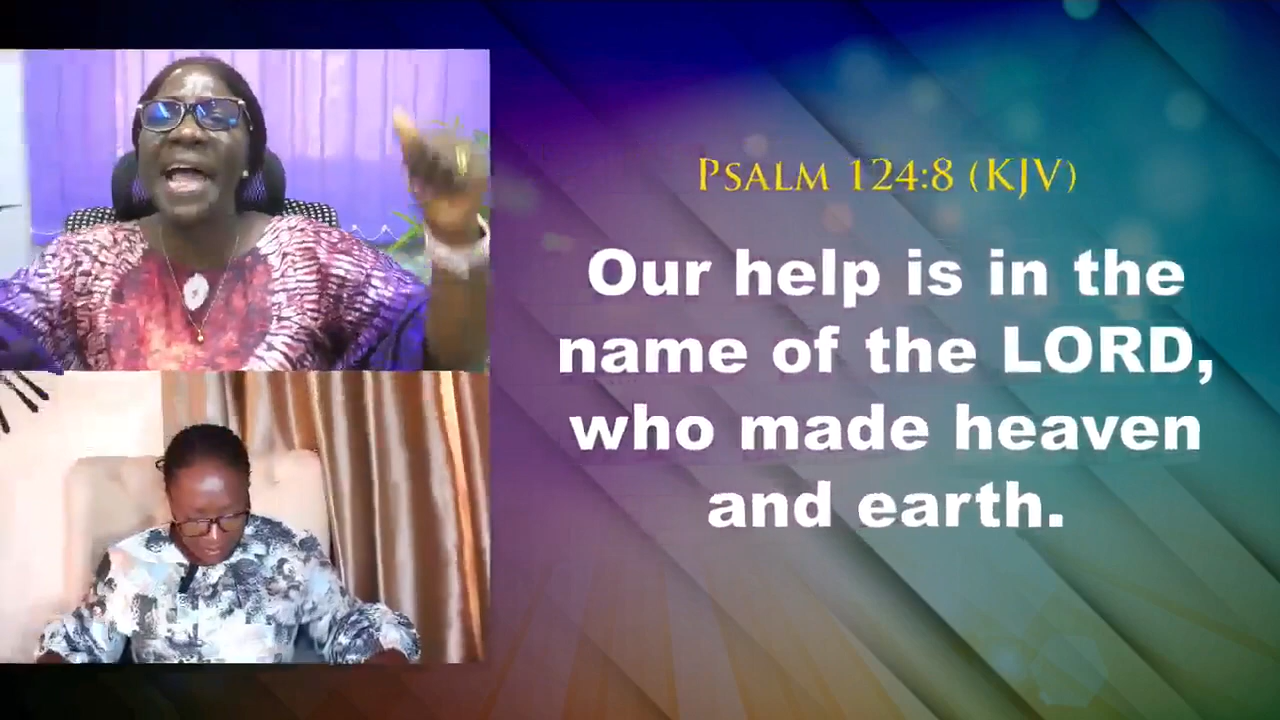 PSALM 124:8 (KJV)
Our help is in the
name of the LORD,
who made heaven
and earth.